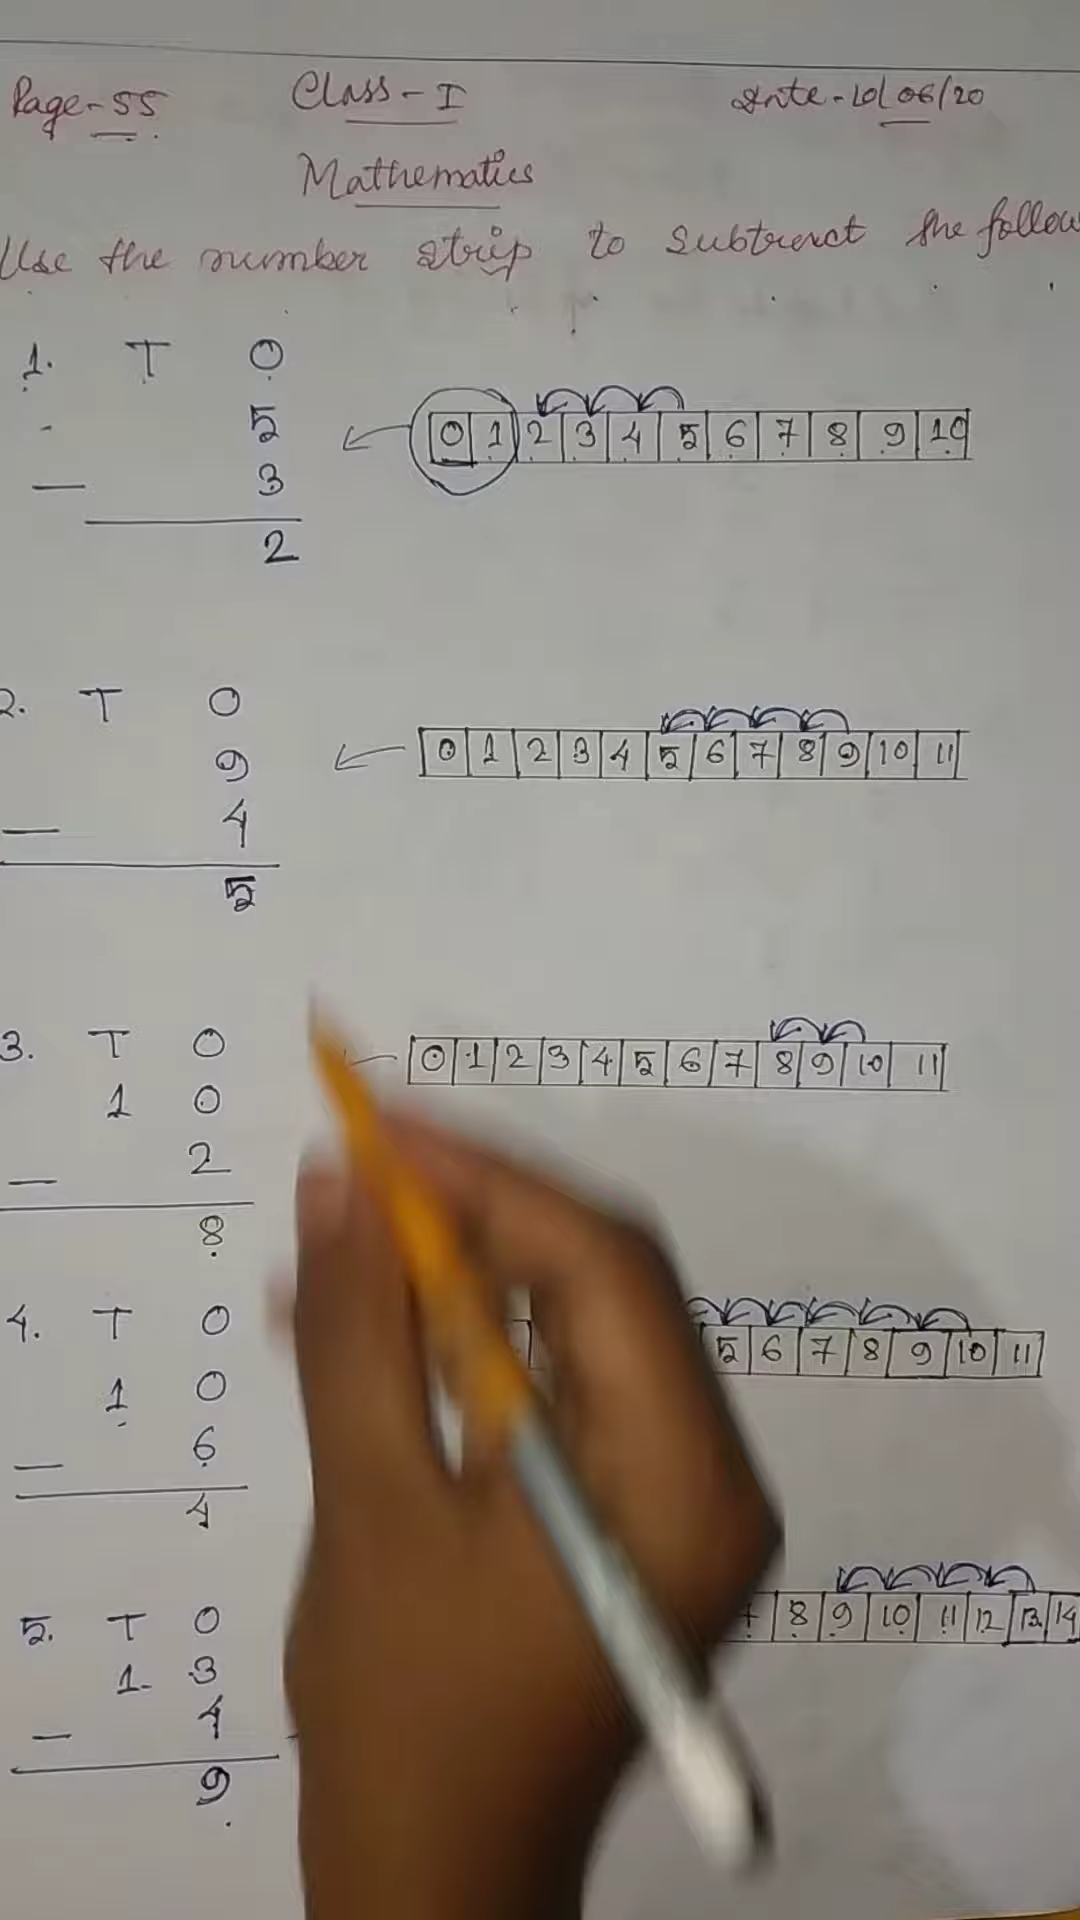 Page-55 Class-I Date-10/06/20
Mathematics
Use the number strip to subtract the follow
1. T O
5
- 3
2
0 1 2 3 4 5 6 7 8 9 10
2. T O
9
- 4
5
0 1 2 3 4 5 6 7 8 9 10 11
3. T O
1 0
- 2
8
0 1 2 3 4 5 6 7 8 9 10 11
4. T O
1 0
- 6
4
5 6 7 8 9 10 11
5. T O
1 3
- 4
9
7 8 9 10 11 12 13 14